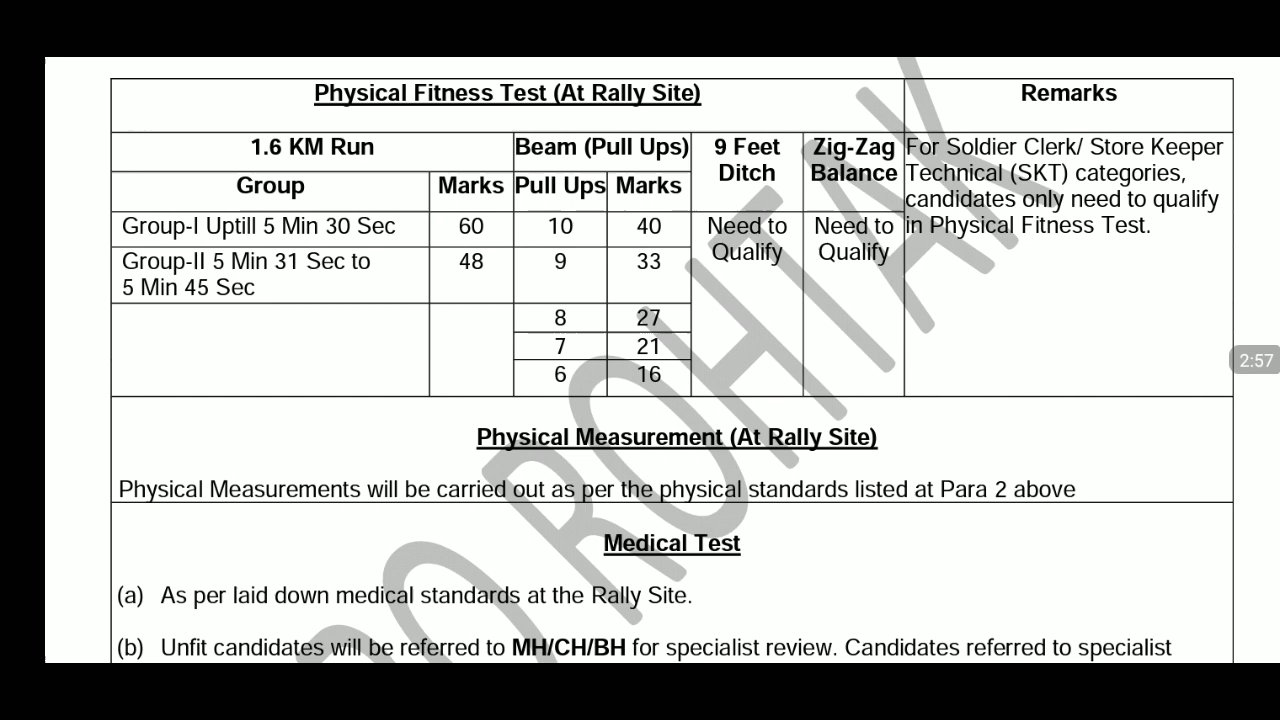 Physical Fitness Test (At Rally Site) Remarks
1.6 KM Run Beam (Pull Ups) 9 Feet Ditch Zig-Zag Balance For Soldier Clerk/ Store Keeper
Technical (SKT) categories,
candidates only need to qualify
in Physical Fitness Test.
Group Marks Pull Ups Marks
Group-I Uptill 5 Min 30 Sec 60 10 40 Need to Qualify Need to Qualify
Group-II 5 Min 31 Sec to
5 Min 45 Sec 48 9 33
8 27
7 21
6 16
Physical Measurement (At Rally Site)
Physical Measurements will be carried out as per the physical standards listed at Para 2 above
Medical Test
(a) As per laid down medical standards at the Rally Site.
(b) Unfit candidates will be referred to MH/CH/BH for specialist review. Candidates referred to specialist
RO ROHTAK
2:57